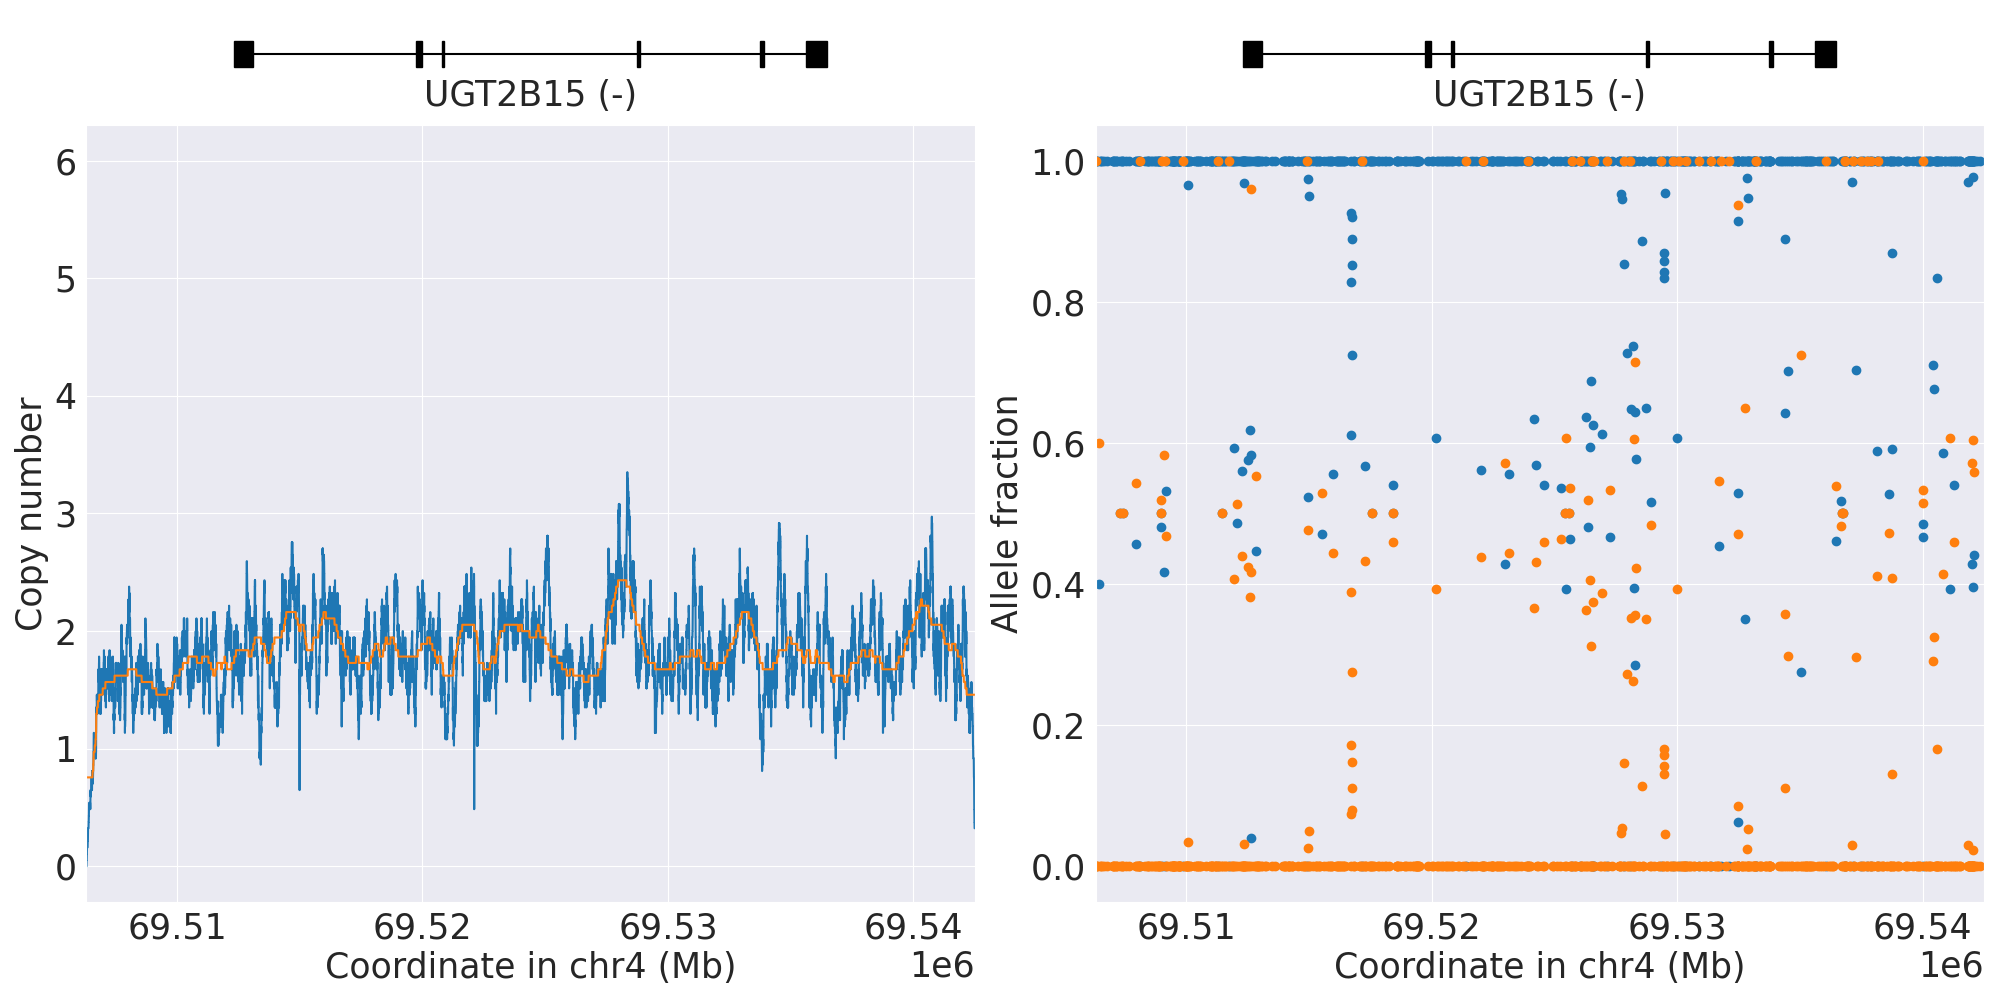 UGT2B15 (-)
6
5
4
3
2
1
0
Copy number
69.51 69.52 69.53 69.54
Coordinate in chr4 (Mb)
1e6
UGT2B15 (-)
1.0
0.8
0.6
0.4
0.2
0.0
Allele fraction
69.51 69.52 69.53 69.54
Coordinate in chr4 (Mb)
1e6